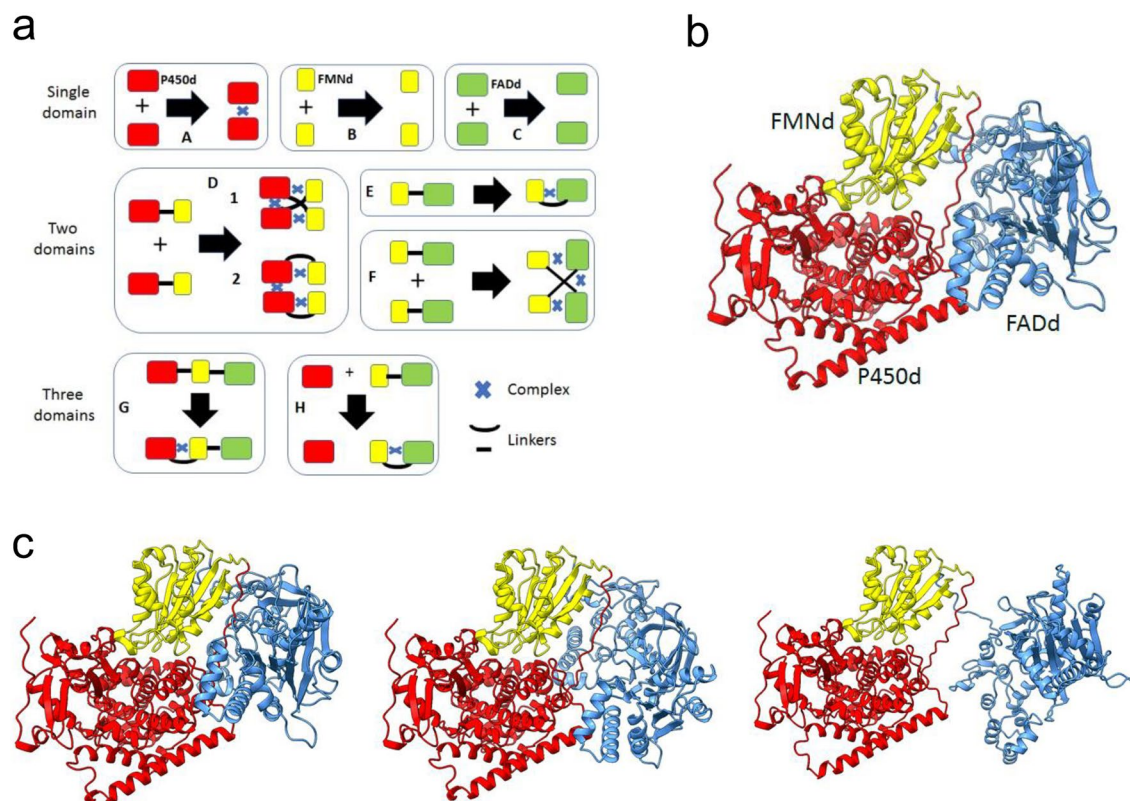 a
Single
domain
P450d
+
A
FMNd
+
B
FADd
+
C
Two
domains
D
1
+
2
E
F
+
Three
domains
G
+
H
Complex
Linkers
b
FMNd
FADd
P450d
c